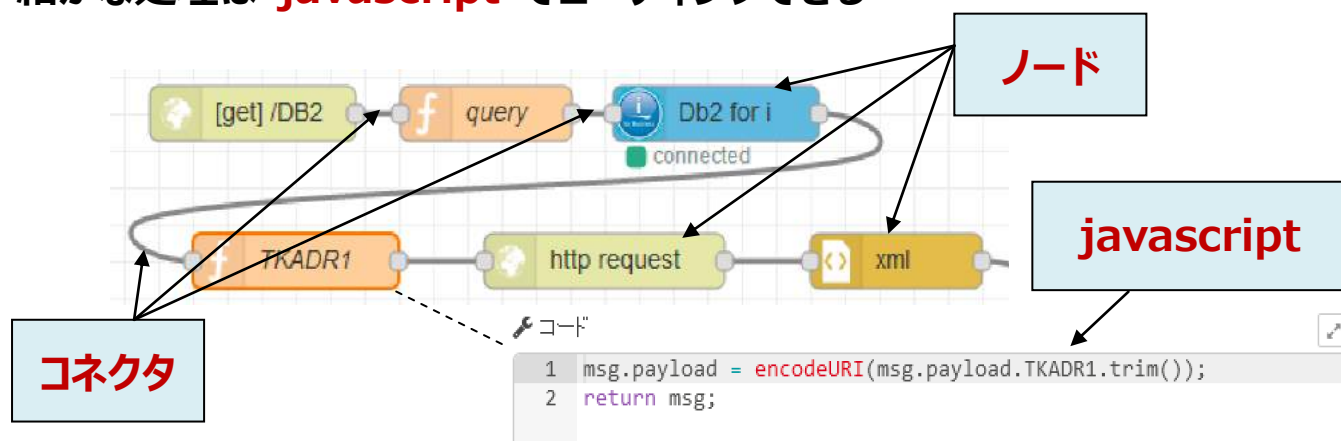 javascript
ノード
[get] /DB2
query
Db2 for i
connected
javascript
TKADR1
http request
xml
コネクタ
コード
1 msg.payload = encodeURI(msg.payload.TKADR1.trim());
2 return msg;